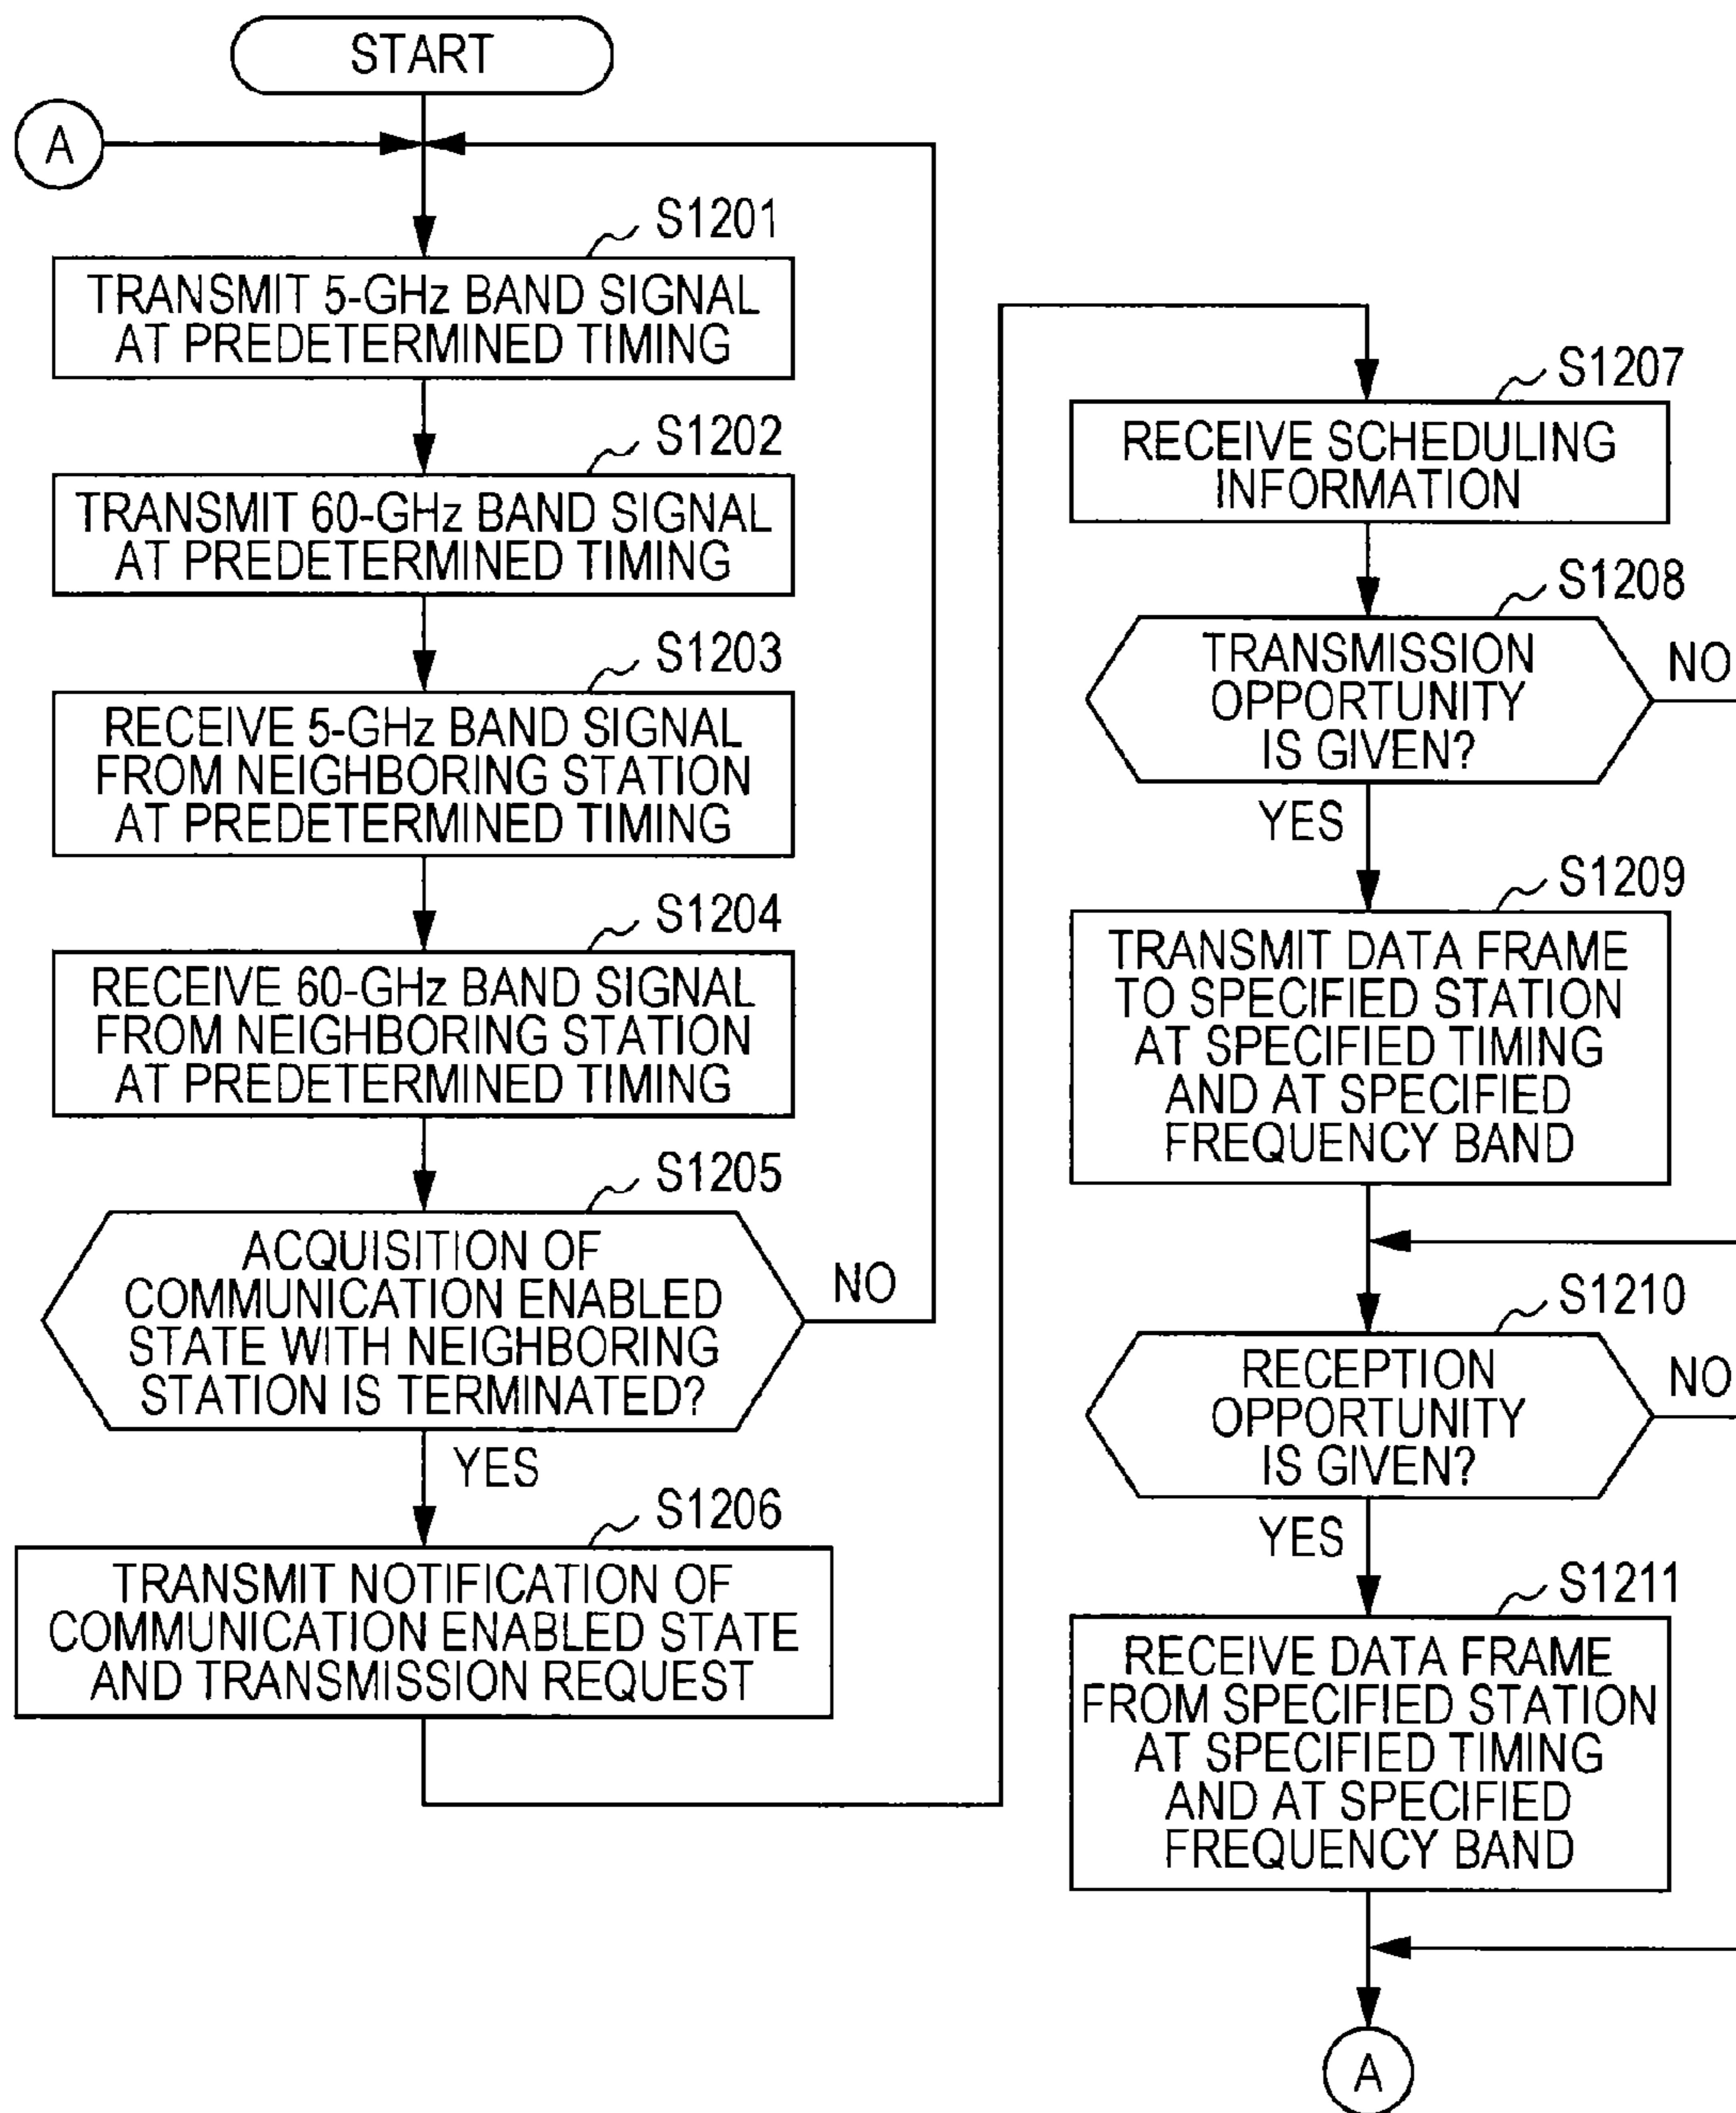 START
A
S1201
TRANSMIT 5-GHz BAND SIGNAL
AT PREDETERMINED TIMING
S1202
TRANSMIT 60-GHz BAND SIGNAL
AT PREDETERMINED TIMING
S1203
RECEIVE 5-GHz BAND SIGNAL
FROM NEIGHBORING STATION
AT PREDETERMINED TIMING
S1204
RECEIVE 60-GHz BAND SIGNAL
FROM NEIGHBORING STATION
AT PREDETERMINED TIMING
S1205
ACQUISITION OF
COMMUNICATION ENABLED
STATE WITH NEIGHBORING
STATION IS TERMINATED?
NO
YES
S1206
TRANSMIT NOTIFICATION OF
COMMUNICATION ENABLED STATE
AND TRANSMISSION REQUEST
S1207
RECEIVE SCHEDULING
INFORMATION
S1208
TRANSMISSION
OPPORTUNITY
IS GIVEN?
NO
YES
S1209
TRANSMIT DATA FRAME
TO SPECIFIED STATION
AT SPECIFIED TIMING
AND AT SPECIFIED
FREQUENCY BAND
S1210
RECEPTION
OPPORTUNITY
IS GIVEN?
NO
YES
S1211
RECEIVE DATA FRAME
FROM SPECIFIED STATION
AT SPECIFIED TIMING
AND AT SPECIFIED
FREQUENCY BAND
A